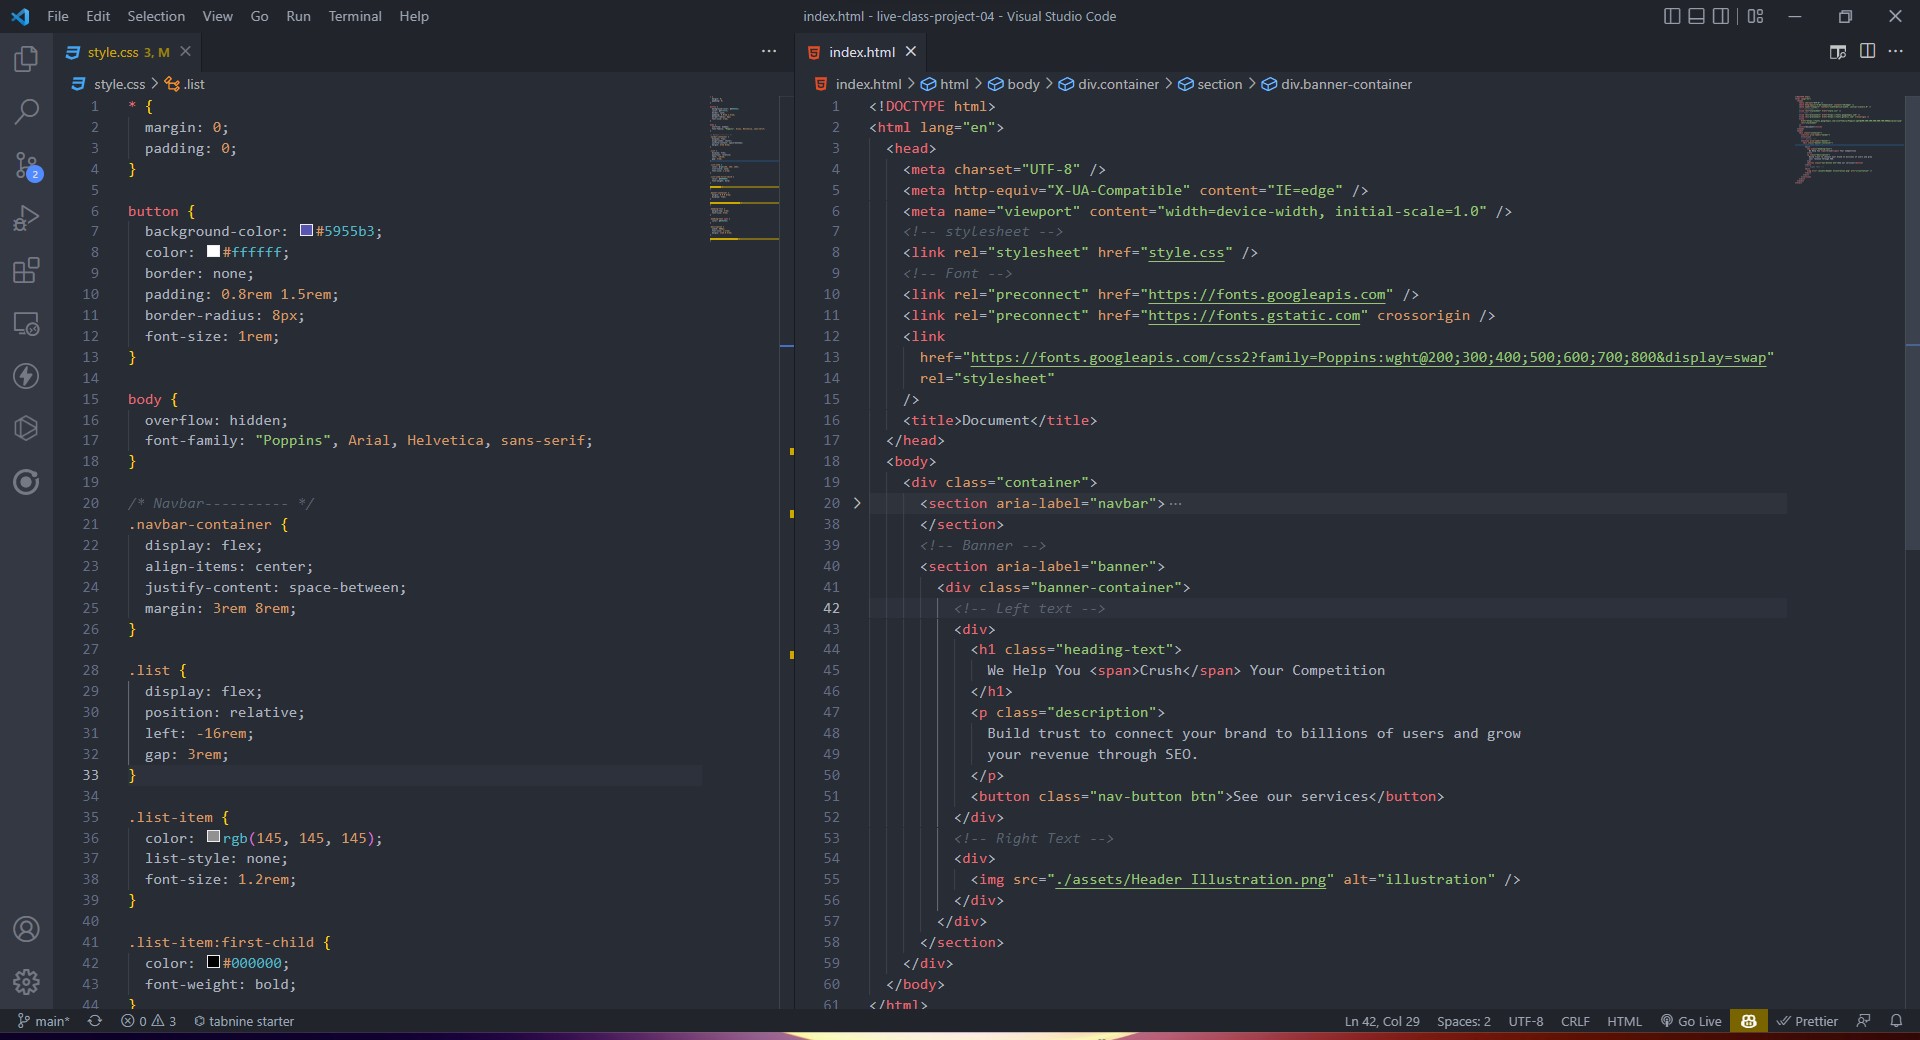 File Edit Selection View Go Run Terminal Help
index.html - live-class-project-04 - Visual Studio Code
style.css 3, M
style.css > .list
1 * {
2 margin: 0;
3 padding: 0;
4 }
5
6 button {
7 background-color: #5955b3;
8 color: #ffffff;
9 border: none;
10 padding: 0.8rem 1.5rem;
11 border-radius: 8px;
12 font-size: 1rem;
13 }
14
15 body {
16 overflow: hidden;
17 font-family: "Poppins", Arial, Helvetica, sans-serif;
18 }
19
20 /* Navbar---------- */
21 .navbar-container {
22 display: flex;
23 align-items: center;
24 justify-content: space-between;
25 margin: 3rem 8rem;
26 }
27
28 .list {
29 display: flex;
30 position: relative;
31 left: -16rem;
32 gap: 3rem;
33 }
34
35 .list-item {
36 color: rgb(145, 145, 145);
37 list-style: none;
38 font-size: 1.2rem;
39 }
40
41 .list-item:first-child {
42 color: #000000;
43 font-weight: bold;
44 }
index.html
index.html > html > body > div.container > section > div.banner-container
1 <!DOCTYPE html>
2 <html lang="en">
3 <head>
4 <meta charset="UTF-8" />
5 <meta http-equiv="X-UA-Compatible" content="IE=edge" />
6 <meta name="viewport" content="width=device-width, initial-scale=1.0" />
7 <!-- stylesheet -->
8 <link rel="stylesheet" href="style.css" />
9 <!-- Font -->
10 <link rel="preconnect" href="https://fonts.googleapis.com" />
11 <link rel="preconnect" href="https://fonts.gstatic.com" crossorigin />
12 <link
13 href="https://fonts.googleapis.com/css2?family=Poppins:wght@200;300;400;500;600;700;800&display=swap"
14 rel="stylesheet"
15 />
16 <title>Document</title>
17 </head>
18 <body>
19 <div class="container">
20 <section aria-label="navbar">···
38 </section>
39 <!-- Banner -->
40 <section aria-label="banner">
41 <div class="banner-container">
42 <!-- Left text -->
43 <div>
44 <h1 class="heading-text">
45 We Help You <span>Crush</span> Your Competition
46 </h1>
47 <p class="description">
48 Build trust to connect your brand to billions of users and grow
49 your revenue through SEO.
50 </p>
51 <button class="nav-button btn">See our services</button>
52 </div>
53 <!-- Right Text -->
54 <div>
55 <img src="./assets/Header Illustration.png" alt="illustration" />
56 </div>
57 </div>
58 </section>
59 </div>
60 </body>
61 </html>
2
main* 0 3 tabnine starter
Ln 42, Col 29 Spaces: 2 UTF-8 CRLF HTML Go Live Prettier